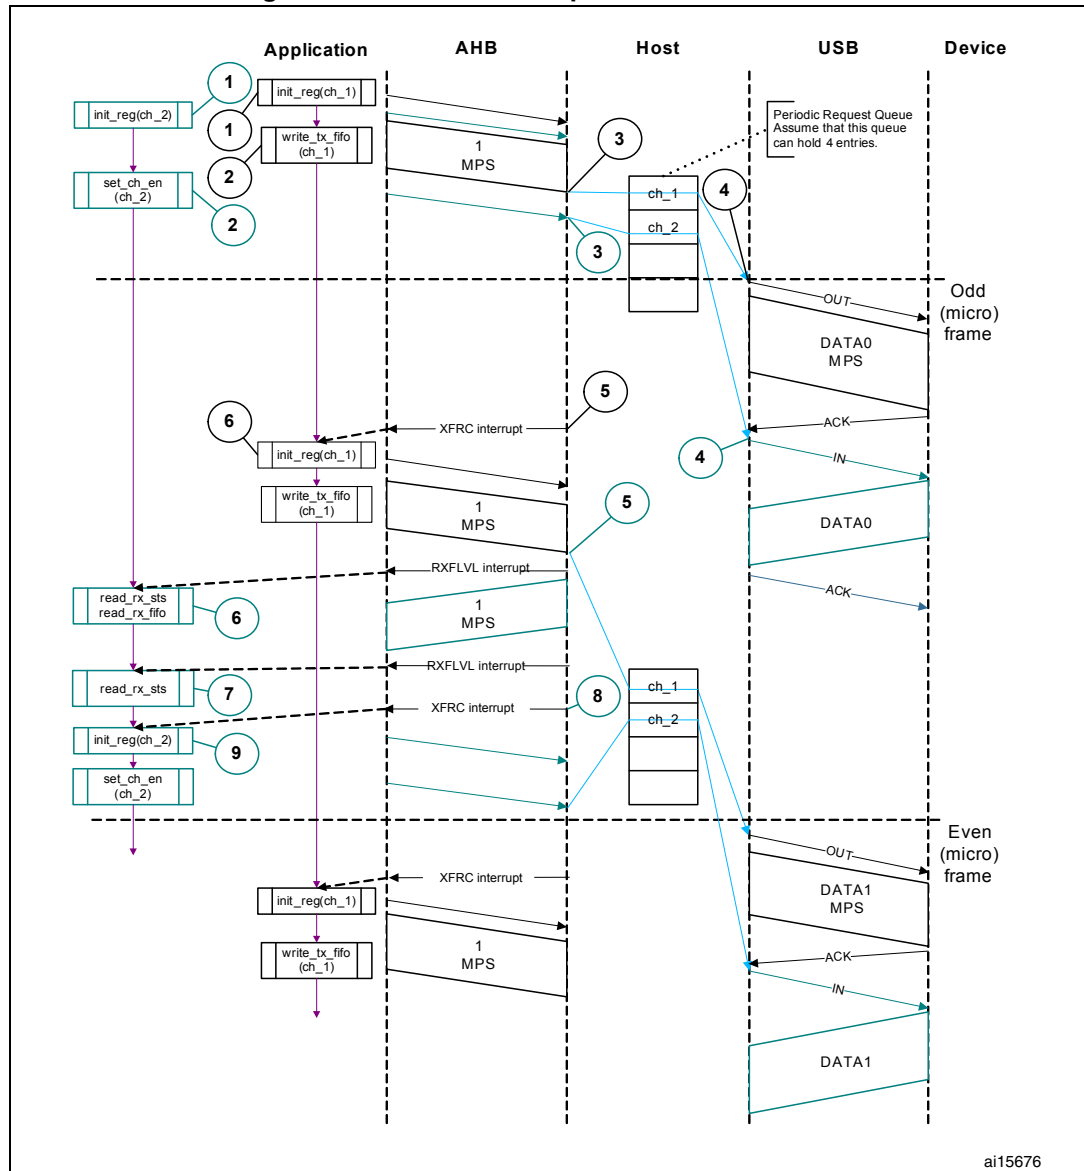 Application
AHB
Host
USB
Device
1
init_reg(ch_2)
init_reg(ch_1)
1
write_tx_fifo
(ch_1)
2
1
MPS
3
Periodic Request Queue
Assume that this queue
can hold 4 entries.
set_ch_en
(ch_2)
2
ch_1
4
ch_2
3
Odd
(micro)
frame
OUT
DATA0
MPS
5
ACK
6
XFRC interrupt
init_reg(ch_1)
4
IN
write_tx_fifo
(ch_1)
1
MPS
5
DATA0
RXFLVL interrupt
read_rx_sts
read_rx_fifo
6
1
MPS
ACK
RXFLVL interrupt
read_rx_sts
7
8
ch_1
XFRC interrupt
ch_2
init_reg(ch_2)
9
set_ch_en
(ch_2)
Even
(micro)
frame
OUT
XFRC interrupt
init_reg(ch_1)
DATA1
MPS
write_tx_fifo
(ch_1)
1
MPS
ACK
IN
DATA1
ai15676